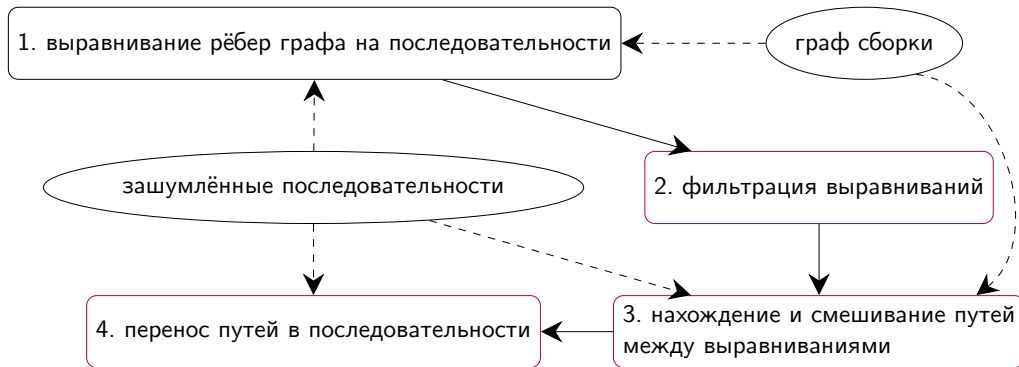 1. выравнивание рёбер графа на последовательности
граф сборки
зашумлённые последовательности
2. фильтрация выравниваний
4. перенос путей в последовательности
3. нахождение и смешивание путей
между выравниваниями